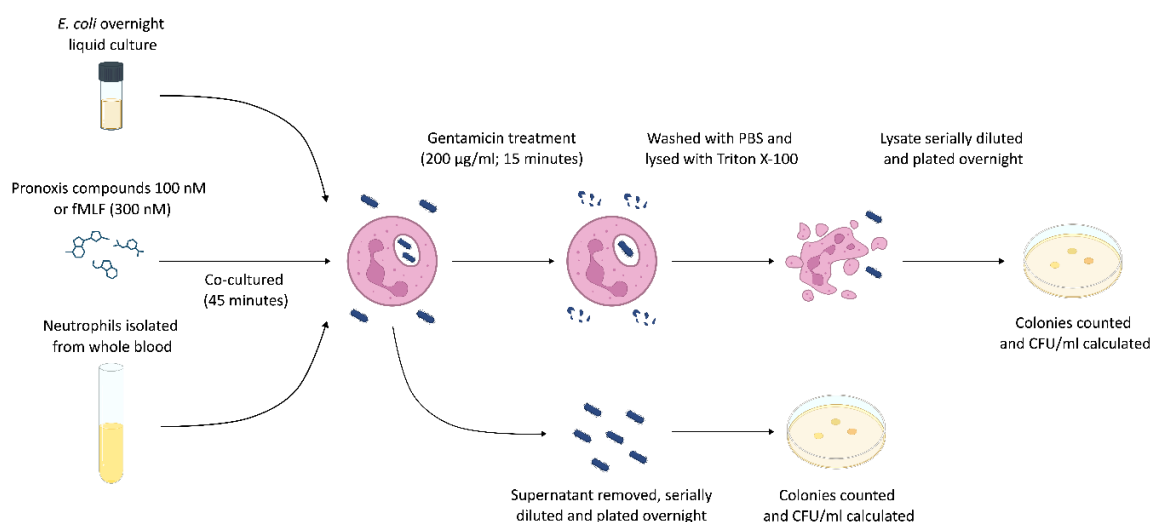 E. coli overnight
liquid culture
Pronoxis compounds 100 nM
or fMLF (300 nM)
Co-cultured
(45 minutes)
Neutrophils isolated
from whole blood
Gentamicin treatment
(200 µg/ml; 15 minutes)
Washed with PBS and
lysed with Triton X-100
Lysate serially diluted
and plated overnight
Colonies counted
and CFU/ml calculated
Supernatant removed, serially
diluted and plated overnight
Colonies counted
and CFU/ml calculated